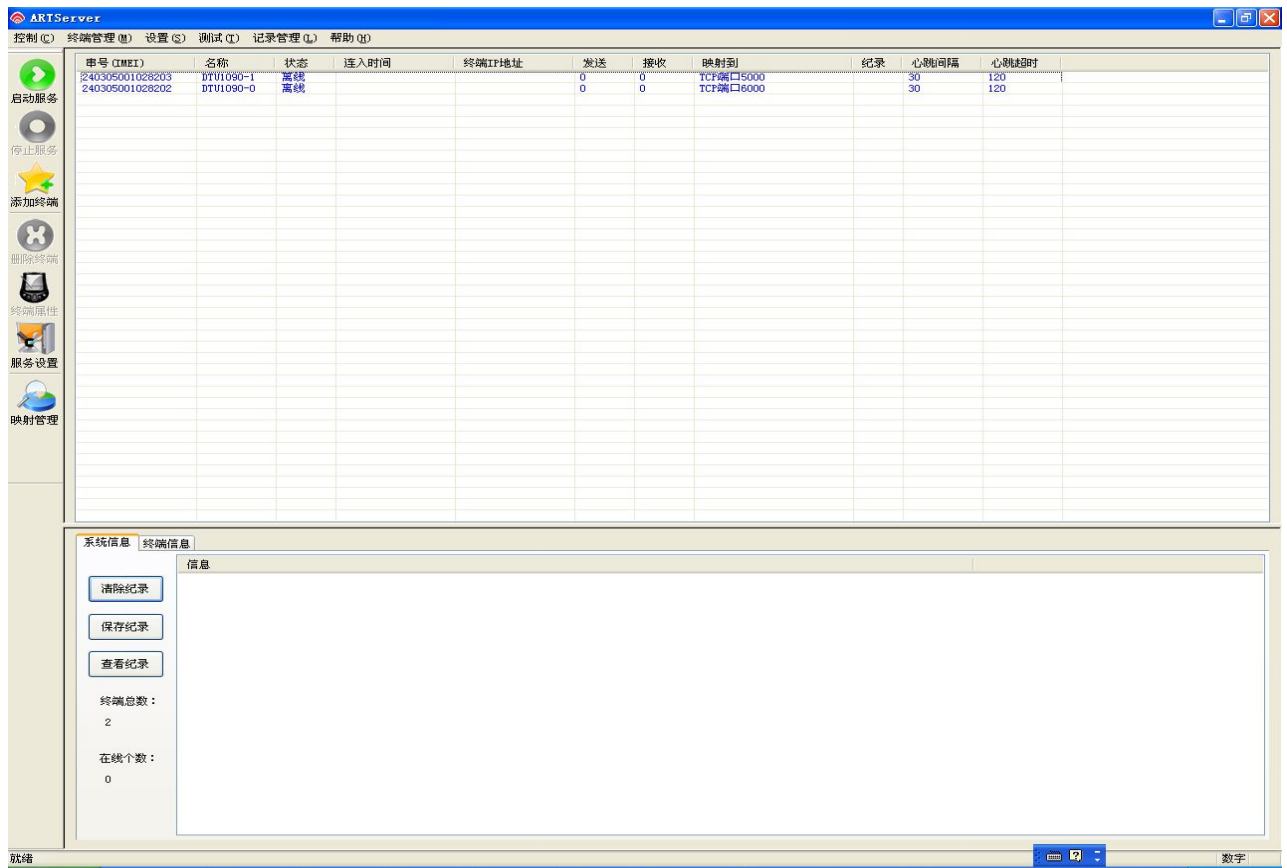 ARTServer
控制(C) 终端管理(M) 设置(S) 测试(T) 记录管理(L) 帮助(H)
启动服务
停止服务
添加终端
删除终端
终端属性
服务设置
映射管理
串号(IMEI) 名称 状态 连入时间 终端IP地址 发送 接收 映射到 纪录 心跳间隔 心跳超时
240305001028203 DTU1090-1 离线 0 0 TCP端口5000 30 120
240305001028202 DTU1090-0 离线 0 0 TCP端口6000 30 120
系统信息 终端信息
信息
清除纪录
保存纪录
查看纪录
终端总数：
2
在线个数：
0
就绪 数字